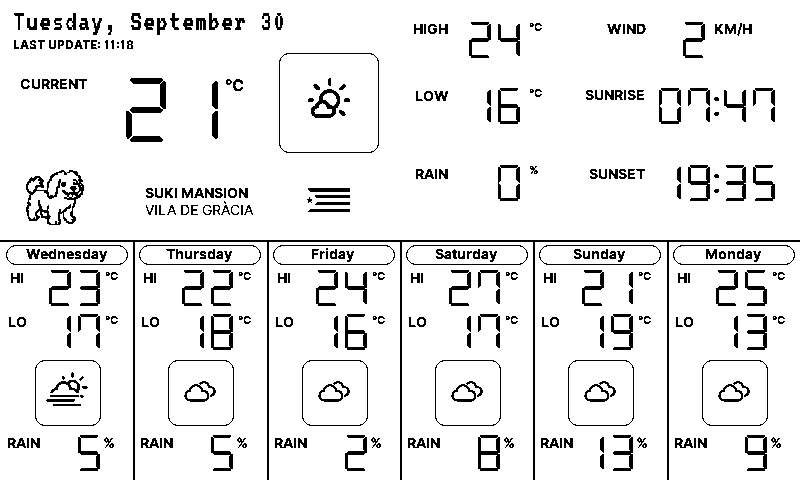 Tuesday, September 30
LAST UPDATE: 11:18
CURRENT 21 °C
HIGH 24 °C
WIND 2 KM/H
LOW 16 °C
SUNRISE 07:47
RAIN 0 %
SUNSET 19:35
SUKI MANSION
VILA DE GRÀCIA
Wednesday
HI 23 °C
LO 17 °C
RAIN 5 %
Thursday
HI 22 °C
LO 18 °C
RAIN 5 %
Friday
HI 24 °C
LO 16 °C
RAIN 2 %
Saturday
HI 27 °C
LO 17 °C
RAIN 8 %
Sunday
HI 21 °C
LO 19 °C
RAIN 13 %
Monday
HI 25 °C
LO 13 °C
RAIN 9 %